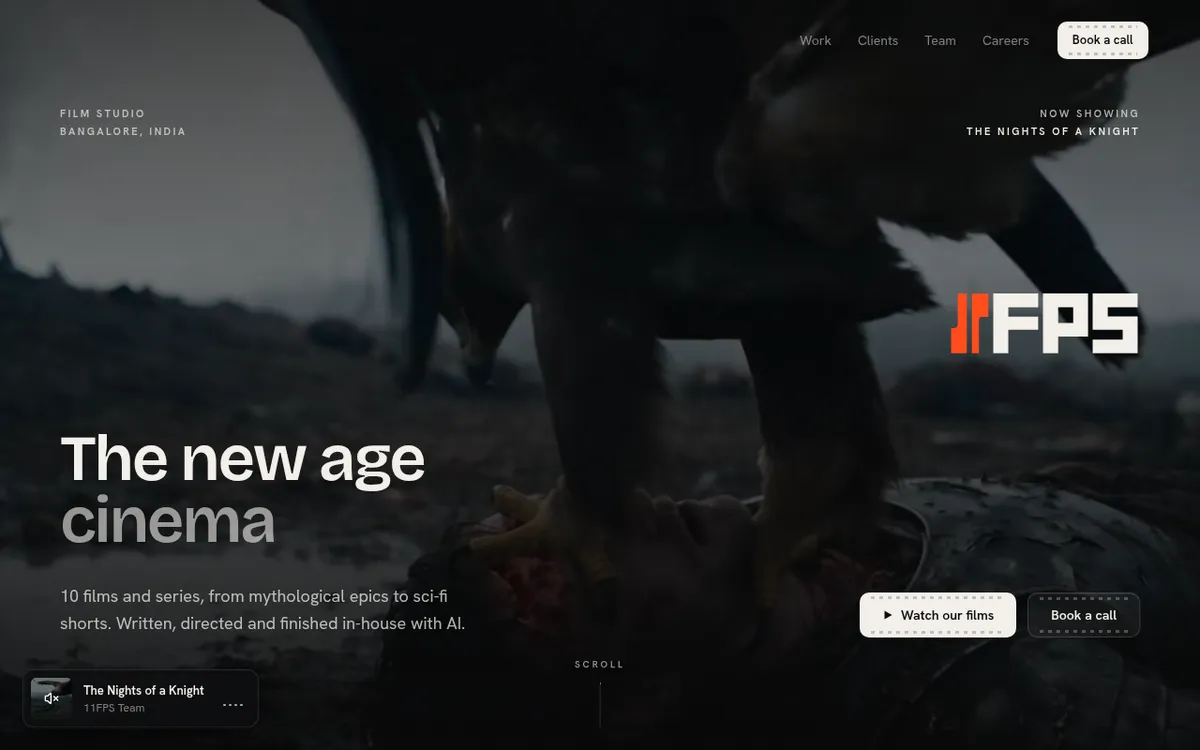 Work
Clients
Team
Careers
Book a call
FILM STUDIO
BANGALORE, INDIA
NOW SHOWING
THE NIGHTS OF A KNIGHT
11FPS
The new age
cinema
10 films and series, from mythological epics to sci-fi
shorts. Written, directed and finished in-house with AI.
Watch our films
Book a call
SCROLL
The Nights of a Knight
11FPS Team